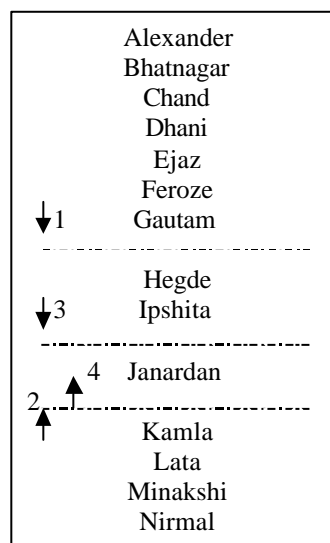 Alexander
Bhatnagar
Chand
Dhani
Ejaz
Feroze
1 Gautam
Hegde
3 Ipshita
4 Janardan
2
Kamla
Lata
Minakshi
Nirmal